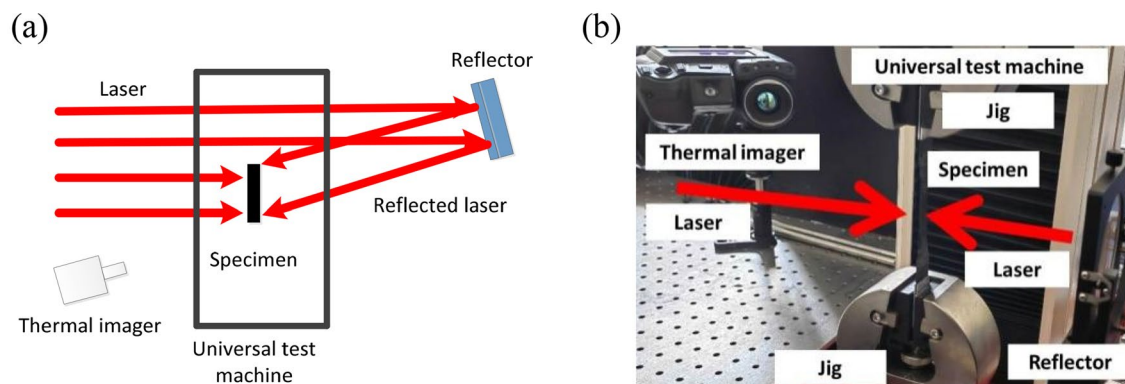 (a)
Laser
Reflector
Reflected laser
Specimen
Thermal imager
Universal test
machine
(b)
Universal test machine
Jig
Thermal imager
Specimen
Laser
Laser
Jig
Reflector